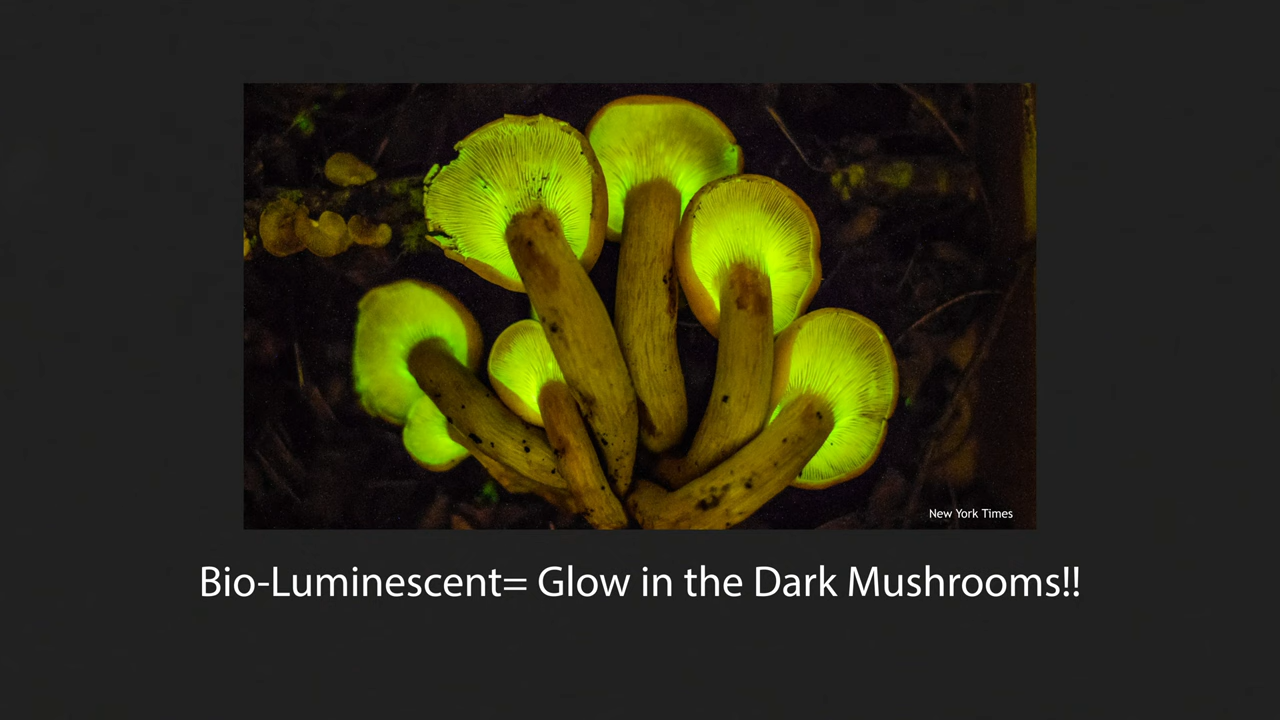 New York Times
Bio-Luminescent= Glow in the Dark Mushrooms!!